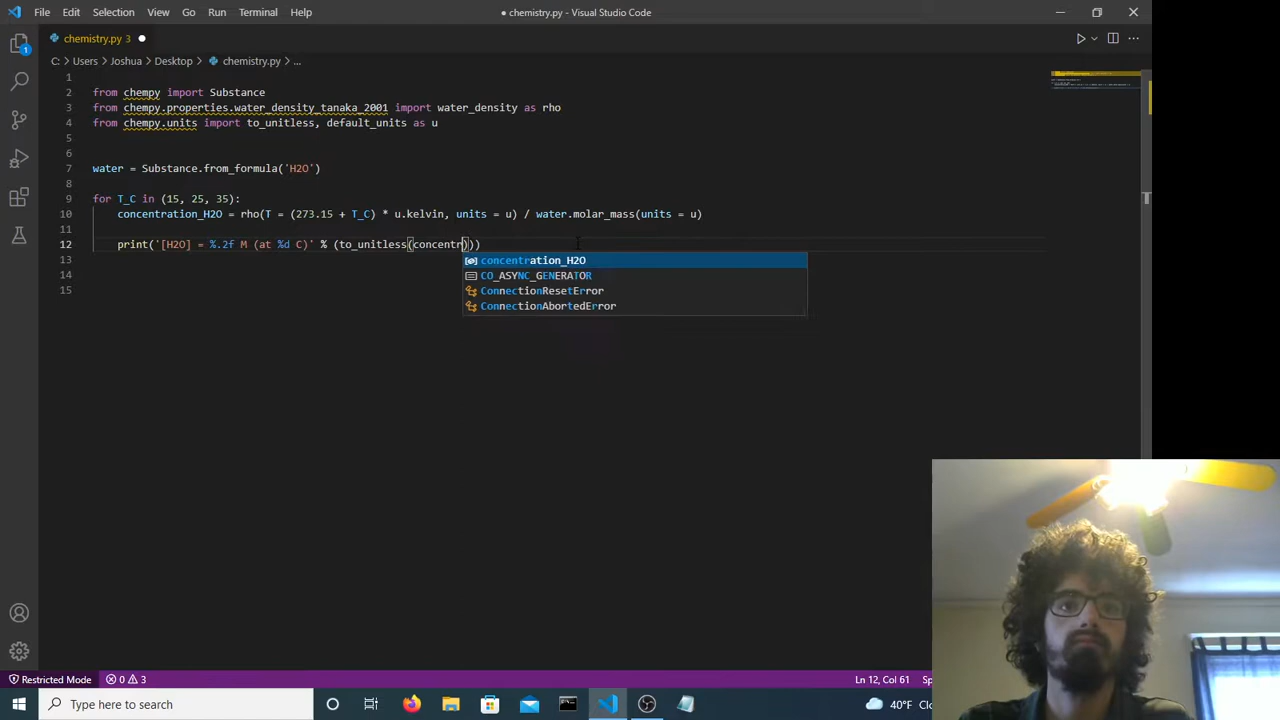 File Edit Selection View Go Run Terminal Help
● chemistry.py - Visual Studio Code
chemistry.py 3 ●
C: > Users > Joshua > Desktop > chemistry.py > ...
1
2 from chempy import Substance
3 from chempy.properties.water_density_tanaka_2001 import water_density as rho
4 from chempy.units import to_unitless, default_units as u
5
6
7 water = Substance.from_formula('H2O')
8
9 for T_C in (15, 25, 35):
10 concentration_H2O = rho(T = (273.15 + T_C) * u.kelvin, units = u) / water.molar_mass(units = u)
11
12 print('[H2O] = %.2f M (at %d C)' % (to_unitless(concentr)))
13
14
15
concentration_H2O
CO_ASYNC_GENERATOR
ConnectionResetError
ConnectionAbortedError
1
Restricted Mode 0 3
Ln 12, Col 61 Sp
Type here to search
40°F Clo